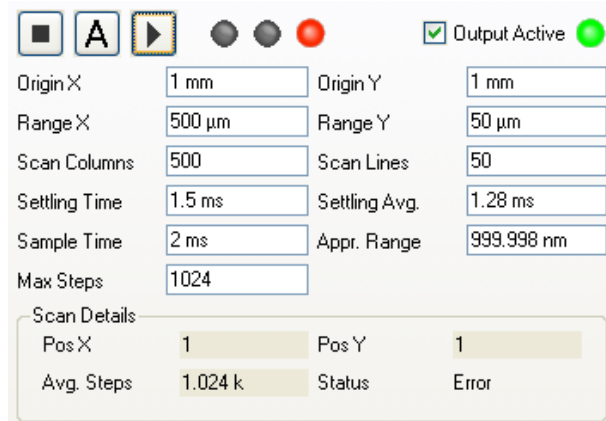 A Output Active
Origin X 1 mm Origin Y 1 mm
Range X 500 µm Range Y 50 µm
Scan Columns 500 Scan Lines 50
Settling Time 1.5 ms Settling Avg. 1.28 ms
Sample Time 2 ms Appr. Range 999.998 nm
Max Steps 1024
Scan Details
Pos X 1 Pos Y 1
Avg. Steps 1.024 k Status Error